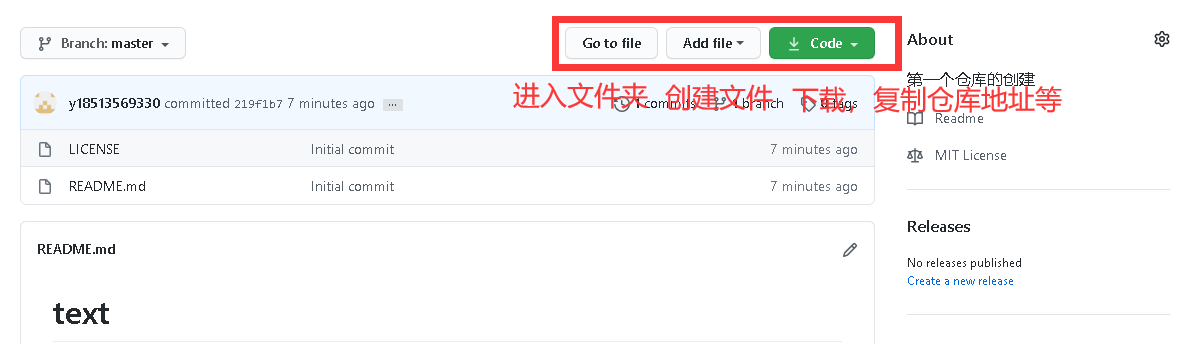 Branch: master
Go to file
Add file
Code
About
y18513569330 committed 219f1b7 7 minutes ago ...
1 commits
1 branch
0 tags
第一个仓库的创建
进入文件夹 创建文件 下载，复制仓库地址等
Readme
LICENSE
Initial commit
7 minutes ago
MIT License
README.md
Initial commit
7 minutes ago
Releases
README.md
No releases published
Create a new release
text